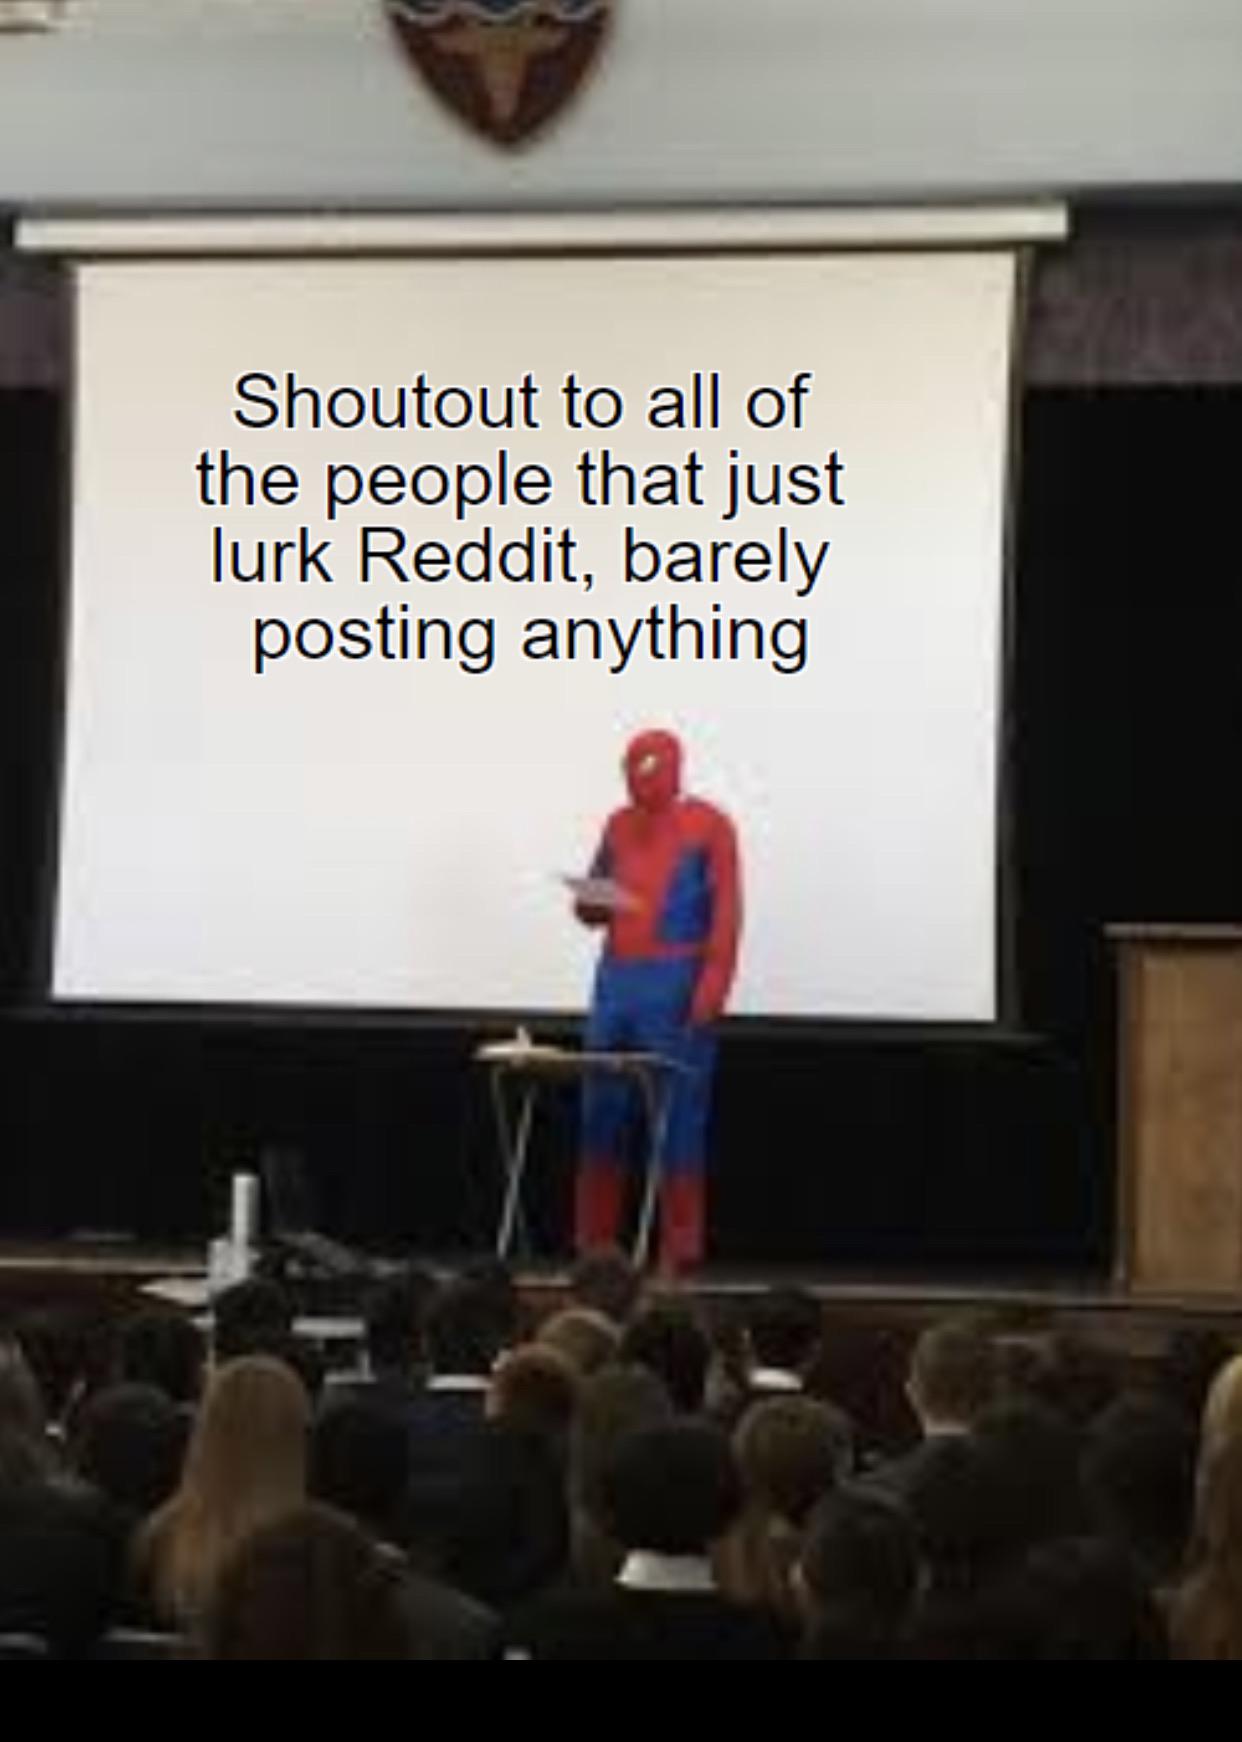 Shoutout to all of
the people that just
lurk Reddit, barely
posting anything